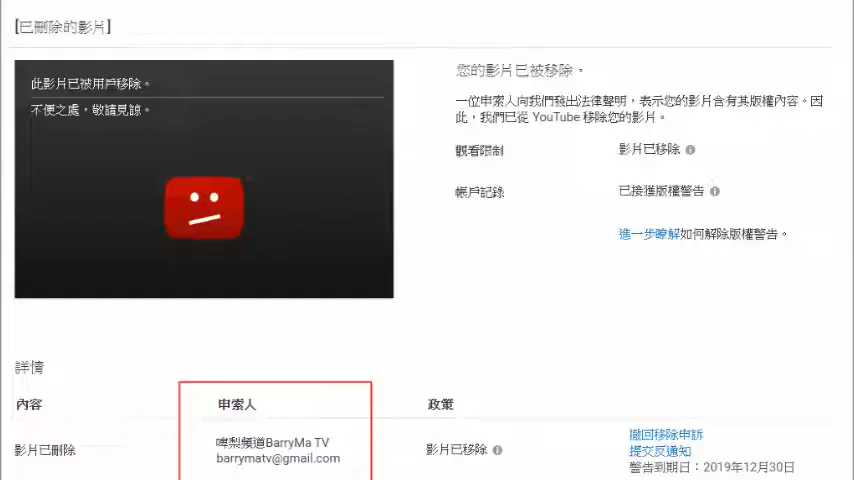 【已刪除的影片】
此影片已被用戶移除。
不便之處，敬請見諒。
您的影片已被移除。
一位申索人向我們發出法律聲明，表示您的影片含有其版權內容。因
此，我們已從 YouTube 移除您的影片。
觀看限制
影片已移除
帳戶記錄
已接獲版權警告
進一步瞭解如何解除版權警告。
詳情
內容
申索人
政策
影片已刪除
啤梨頻道BarryMa TV
barrymatv@gmail.com
影片已移除
撤回移除申訴
提交反通知
警告到期日：2019年12月30日